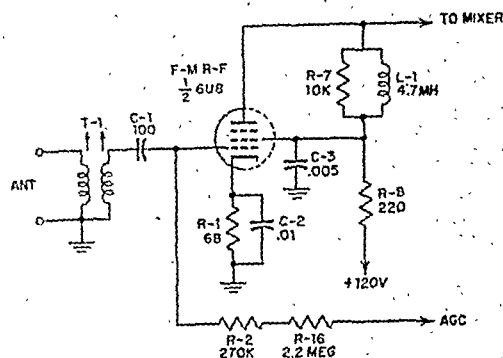 TO MIXER
F-M R-F
1/2 6U8
R-7
10K
L-1
4.7MH
T-1
C-1
100
ANT
C-3
.005
R-8
220
R-1
68
C-2
.01
+120V
R-2
270K
R-16
2.2 MEG
AGC